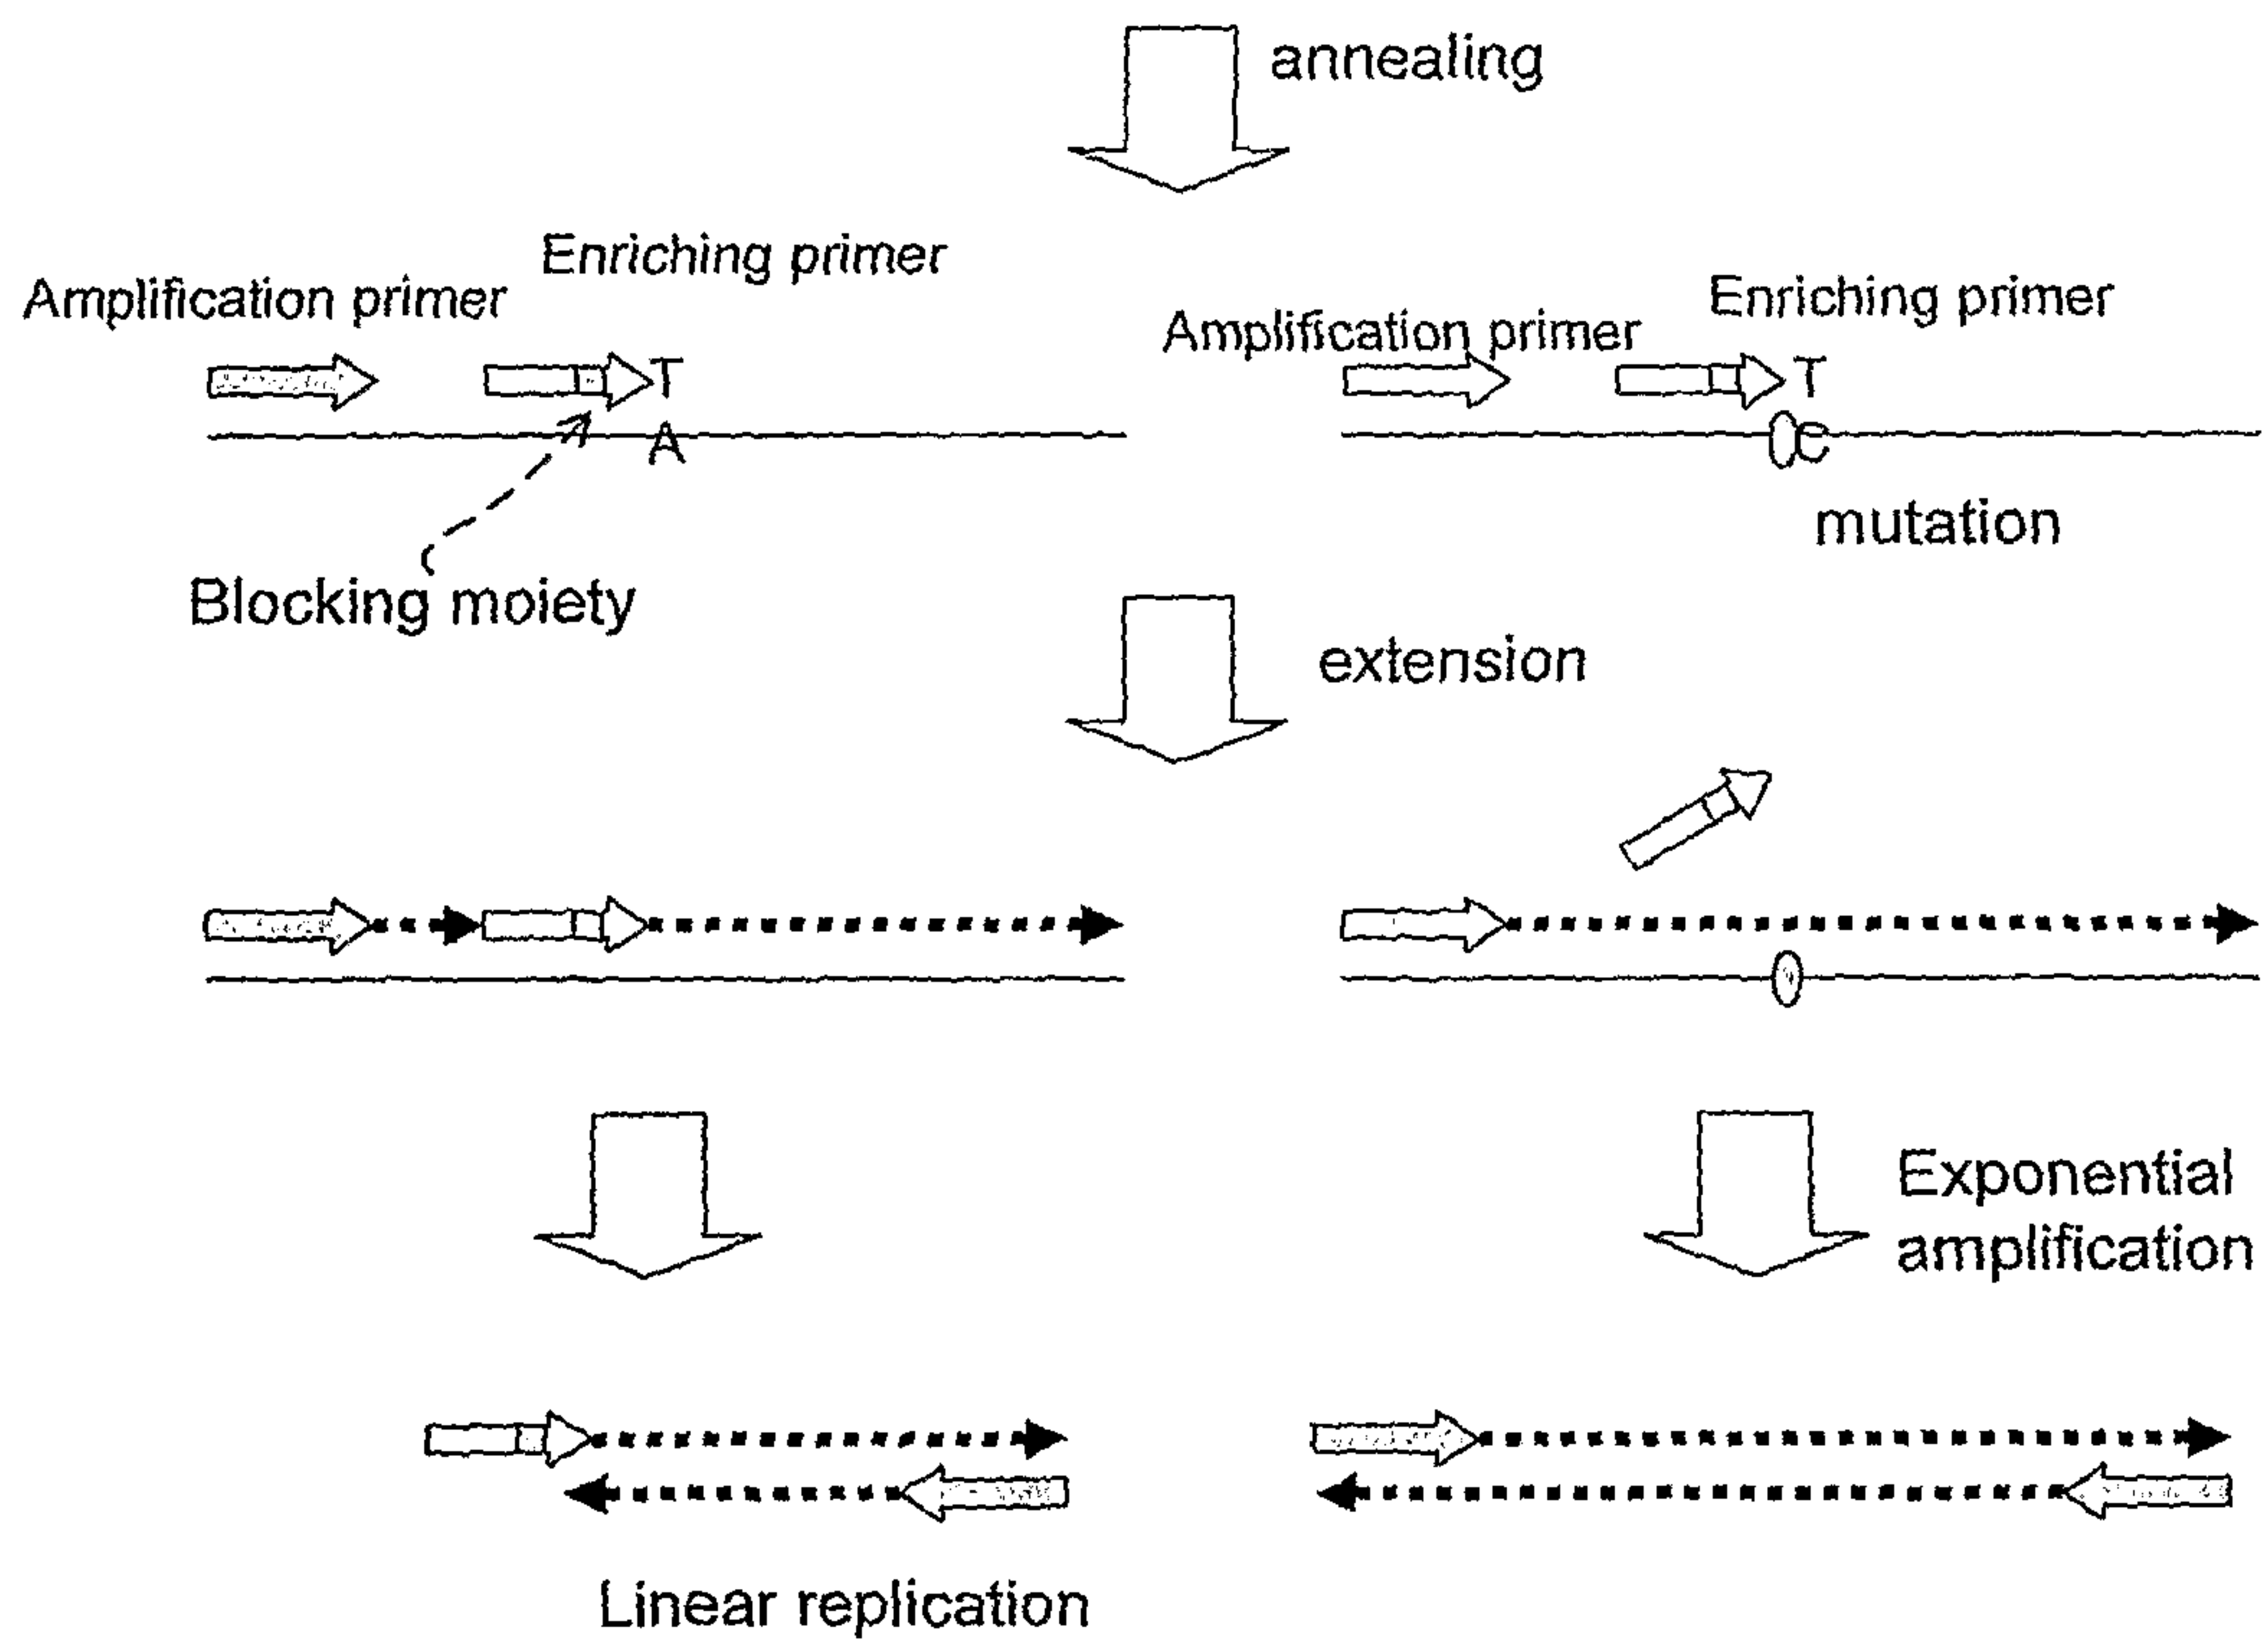 annealing
Enriching primer
Amplification primer
Enriching primer
Amplification primer
T
T
A
C
mutation
Blocking moiety
extension
Exponential
amplification
Linear replication